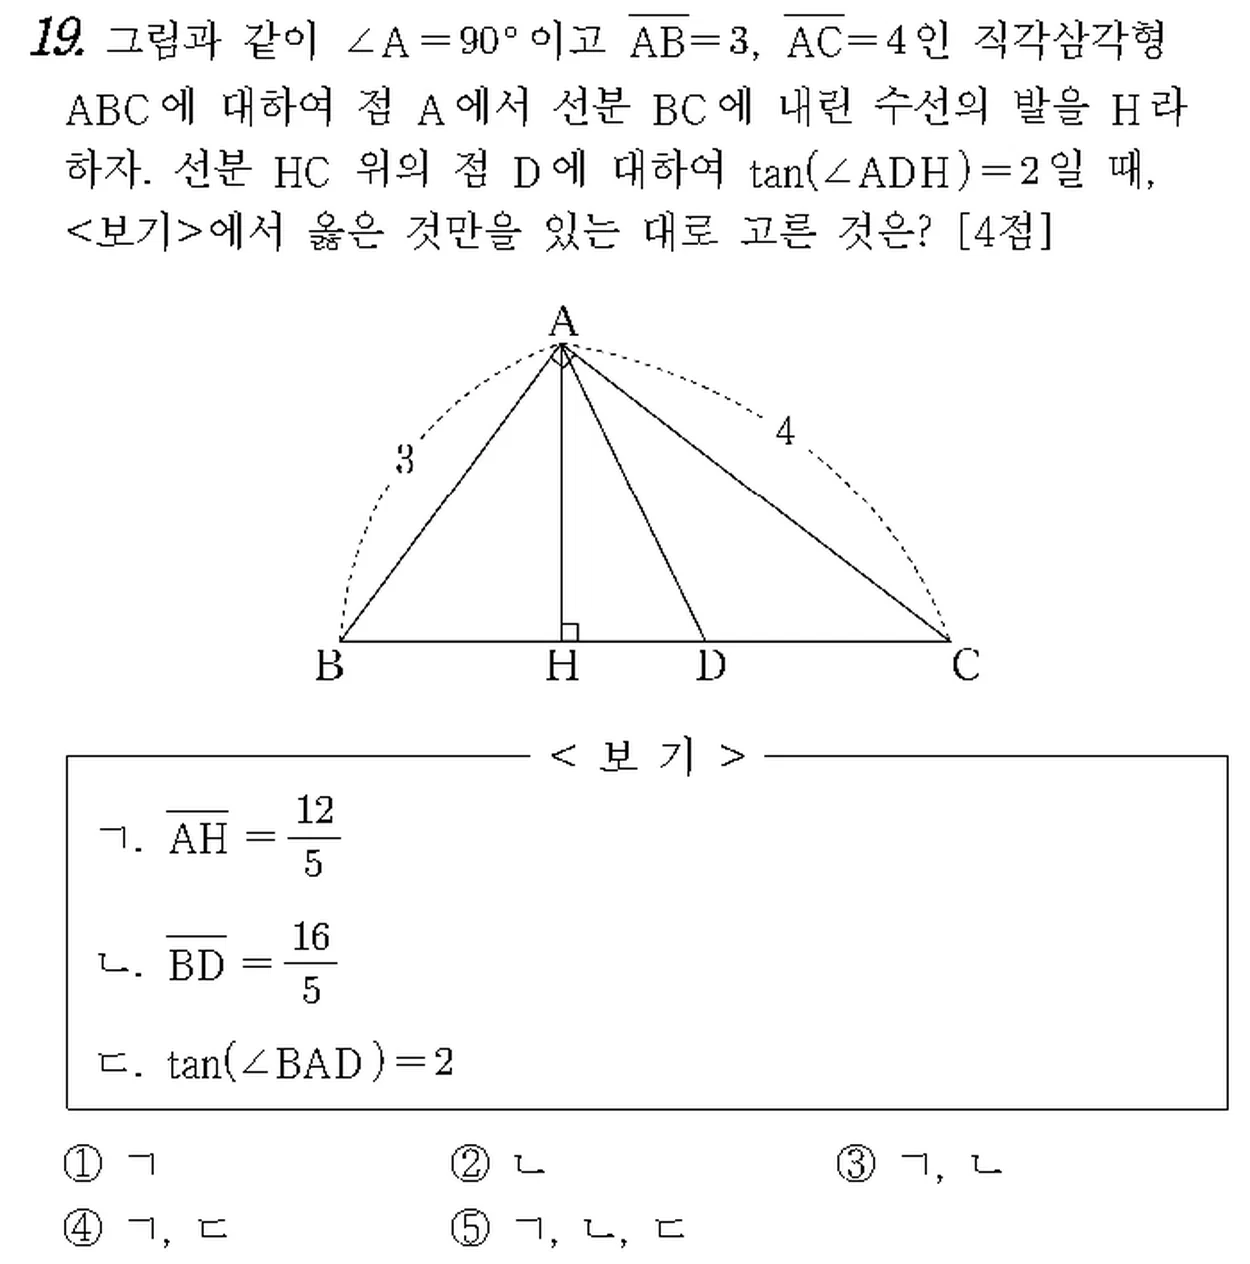 19. 그림과 같이 ∠A=90°이고 AB=3, AC=4인 직각삼각형
ABC에 대하여 점 A에서 선분 BC에 내린 수선의 발을 H라
하자. 선분 HC 위의 점 D에 대하여 tan(∠ADH)=2일 때,
<보기>에서 옳은 것만을 있는 대로 고른 것은? [4점]
A
3
4
B H D C
< 보 기 >
ㄱ. AH = 12/5
ㄴ. BD = 16/5
ㄷ. tan(∠BAD)=2
① ㄱ ② ㄴ ③ ㄱ, ㄴ
④ ㄱ, ㄷ ⑤ ㄱ, ㄴ, ㄷ